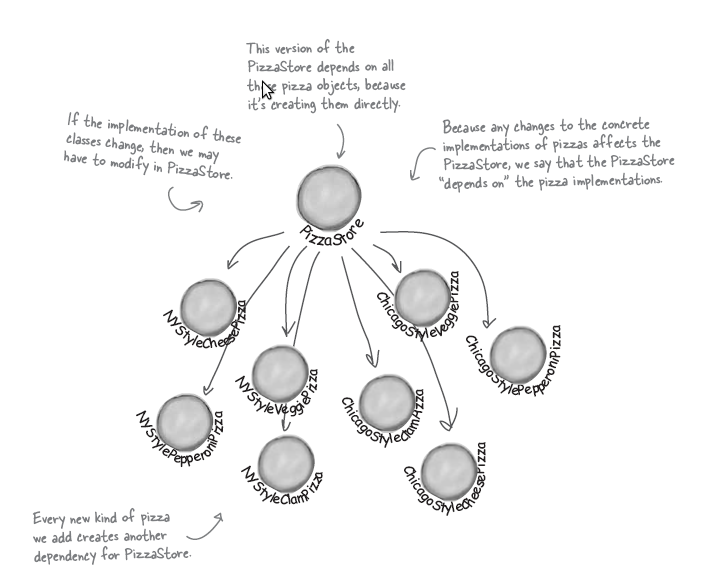 This version of the
PizzaStore depends on all
those pizza objects, because
it's creating them directly.
If the implementation of these
classes change, then we may
have to modify in PizzaStore.
Because any changes to the concrete
implementations of pizzas affects the
PizzaStore, we say that the PizzaStore
"depends on" the pizza implementations.
PizzaStore
NYStyleCheesePizza
ChicagoStyleVeggiePizza
ChicagoStylePepperoniPizza
NYStyleVeggiePizza
ChicagoStyleClamPizza
NYStylePepperoniPizza
NYStyleClamPizza
ChicagoStyleCheesePizza
Every new kind of pizza
we add creates another
dependency for PizzaStore.